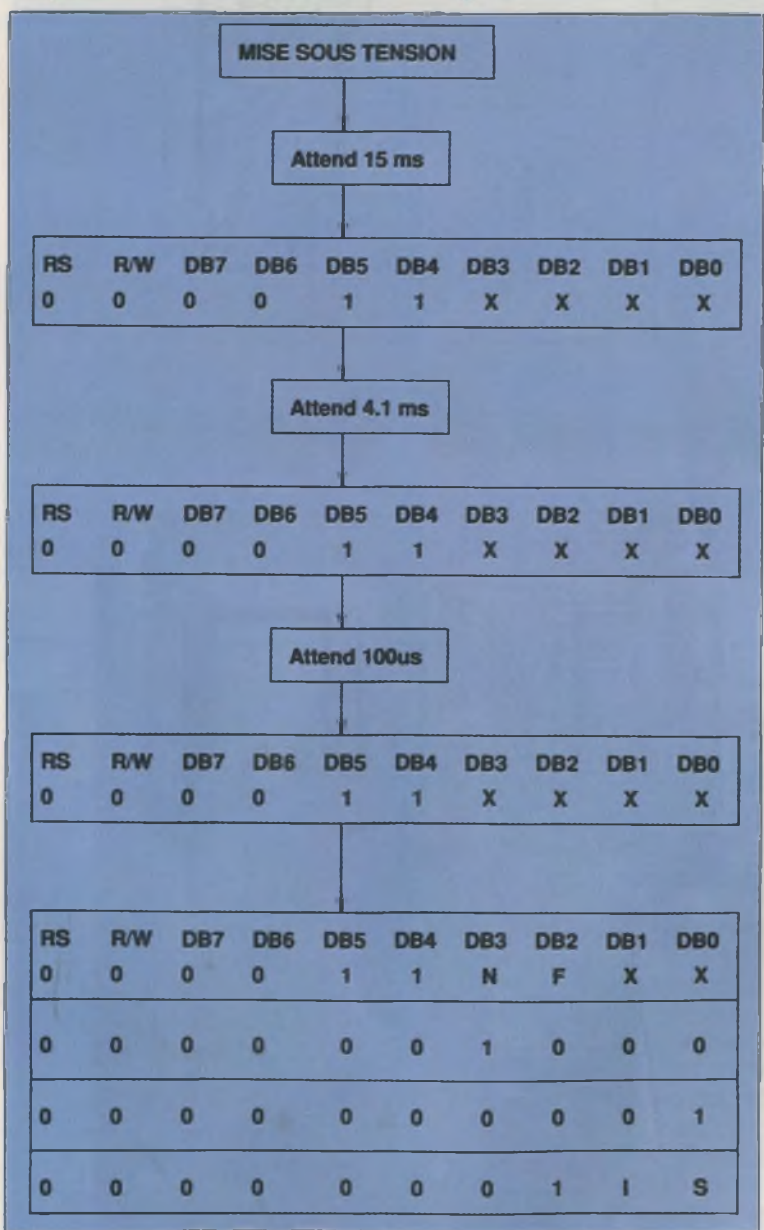 MISE SOUS TENSION
Attend 15 ms
RS R/W DB7 DB6 DB5 DB4 DB3 DB2 DB1 DB0
0 0 0 0 1 1 X X X X
Attend 4.1 ms
RS R/W DB7 DB6 DB5 DB4 DB3 DB2 DB1 DB0
0 0 0 0 1 1 X X X X
Attend 100us
RS R/W DB7 DB6 DB5 DB4 DB3 DB2 DB1 DB0
0 0 0 0 1 1 X X X X
RS R/W DB7 DB6 DB5 DB4 DB3 DB2 DB1 DB0
0 0 0 0 1 1 N F X X
0 0 0 0 0 0 1 0 0 0
0 0 0 0 0 0 0 0 0 1
0 0 0 0 0 0 0 1 I S